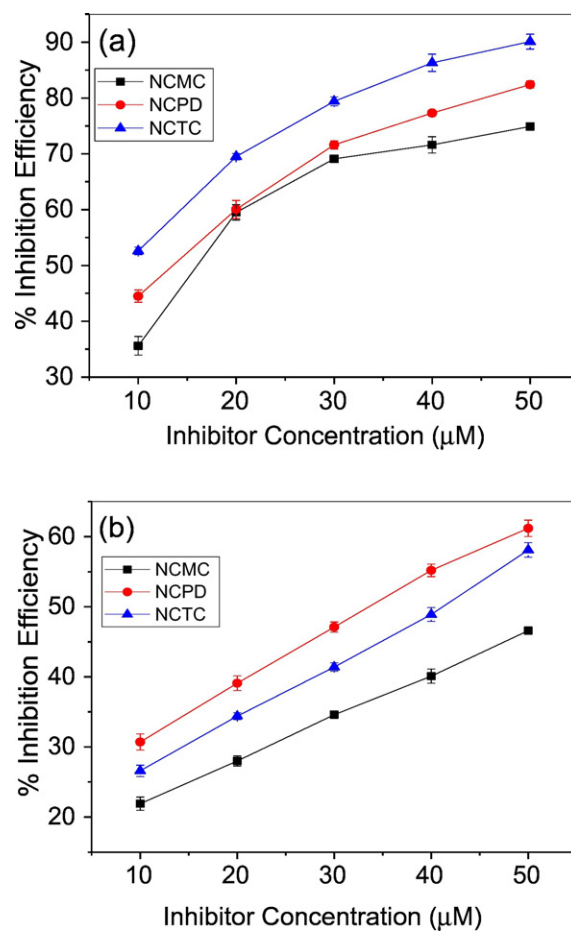 (a)
NCMC
NCPD
NCTC
90
80
70
60
50
40
30
% Inhibition Efficiency
10 20 30 40 50
Inhibitor Concentration (μM)
(b)
NCMC
NCPD
NCTC
60
50
40
30
20
% Inhibition Efficiency
10 20 30 40 50
Inhibitor Concentration (μM)